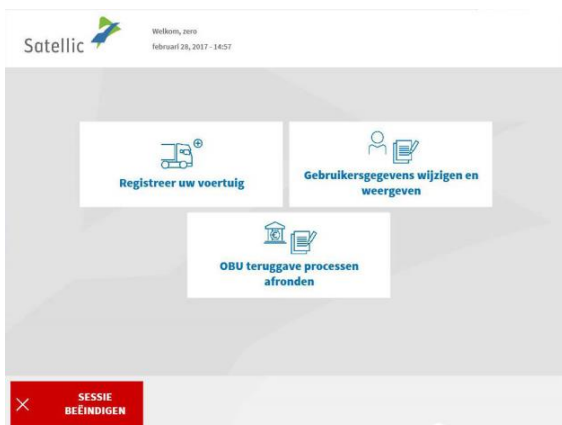 Satellic
Welkom, zero
februari 28, 2017 - 14:57
Registreer uw voertuig
Gebruikersgegevens wijzigen en
weergeven
OBU teruggave processen
afronden
SESSIE
BEËINDIGEN